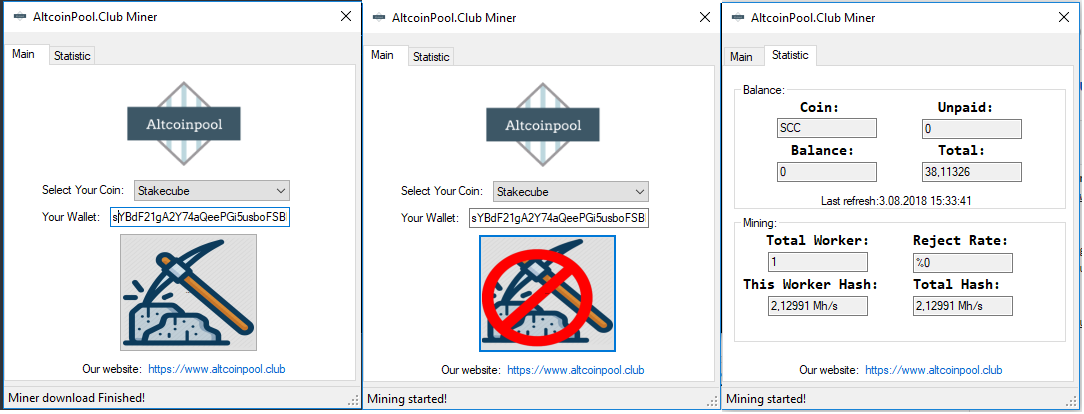 AltcoinPool.Club Miner
Main Statistic
Altcoinpool
Select Your Coin: Stakecube
Your Wallet: sYBdF21gA2Y74aQeePGi5usboFSB
Our website: https://www.altcoinpool.club
Miner download Finished!
AltcoinPool.Club Miner
Main Statistic
Altcoinpool
Select Your Coin: Stakecube
Your Wallet: sYBdF21gA2Y74aQeePGi5usboFSB
Our website: https://www.altcoinpool.club
Mining started!
AltcoinPool.Club Miner
Main Statistic
Balance:
Coin: Unpaid:
SCC 0
Balance: Total:
0 38,11326
Last refresh:3.08.2018 15:33:41
Mining:
Total Worker: Reject Rate:
1 %0
This Worker Hash: Total Hash:
2,12991 Mh/s 2,12991 Mh/s
Our website: https://www.altcoinpool.club
Mining started!